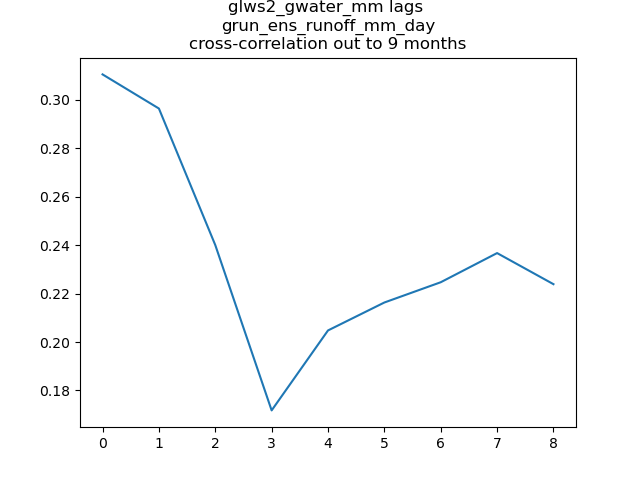 glws2_gwater_mm lags
grun_ens_runoff_mm_day
cross-correlation out to 9 months
0.30
0.28
0.26
0.24
0.22
0.20
0.18
0 1 2 3 4 5 6 7 8